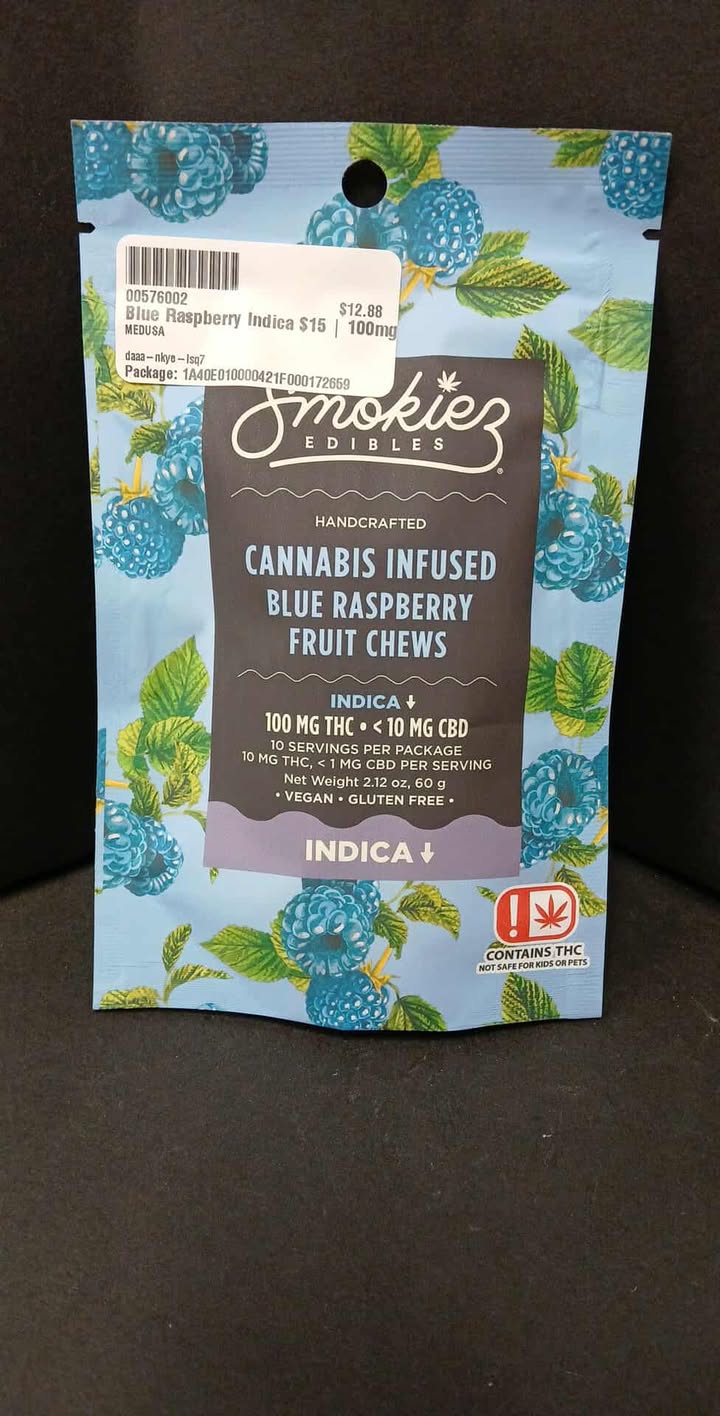 00576002 $12.88
Blue Raspberry Indica $15 | 100mg
MEDUSA
daaa-nkye-lsq7
Package: 1A40E010000421F000172659
Smokiez
EDIBLES
®
HANDCRAFTED
CANNABIS INFUSED
BLUE RASPBERRY
FRUIT CHEWS
INDICA ↓
100 MG THC • < 10 MG CBD
10 SERVINGS PER PACKAGE
10 MG THC, < 1 MG CBD PER SERVING
Net Weight 2.12 oz, 60 g
• VEGAN • GLUTEN FREE •
INDICA ↓
!
CONTAINS THC
NOT SAFE FOR KIDS OR PETS